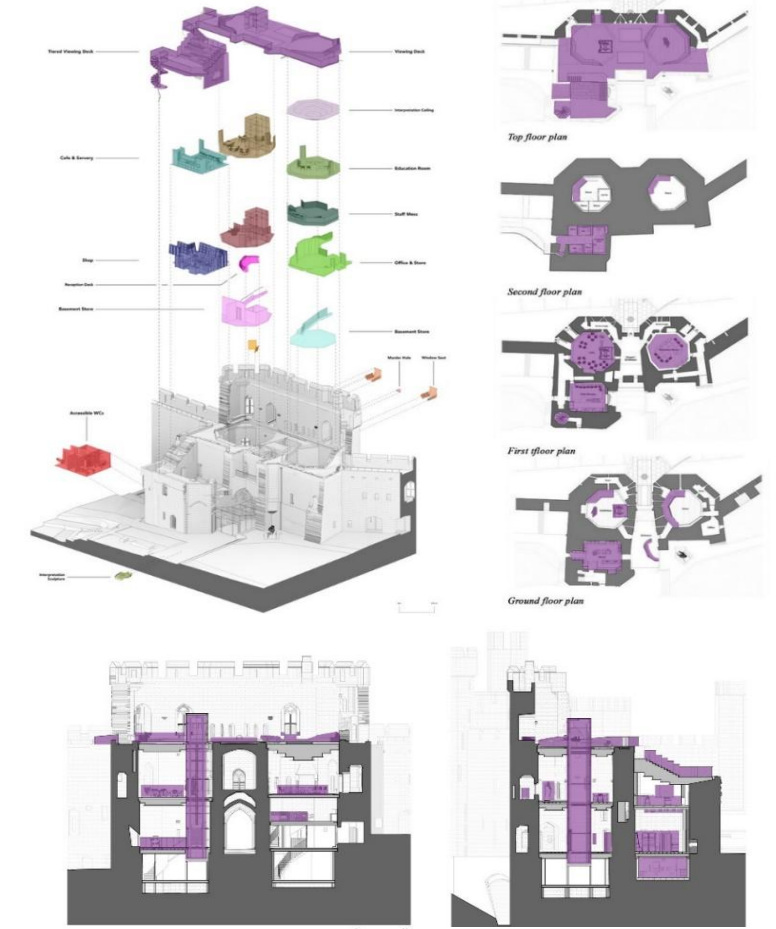 Tiered Viewing Deck
Viewing Deck
Interpretation Ceiling
Cafe & Servery
Education Room
Staff Mess
Shop
Office & Store
Reception Desk
Basement Store
Basement Store
Murder Hole
Window Seat
Accessible WCs
Interpretation
Sculpture
Top floor plan
Second floor plan
First tfloor plan
Ground floor plan